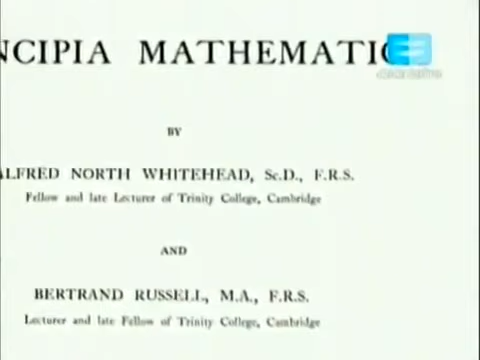 NCIPIA MATHEMATIC
BY
ALFRED NORTH WHITEHEAD, Sc.D., F.R.S.
Fellow and late Lecturer of Trinity College, Cambridge
AND
BERTRAND RUSSELL, M.A., F.R.S.
Lecturer and late Fellow of Trinity College, Cambridge